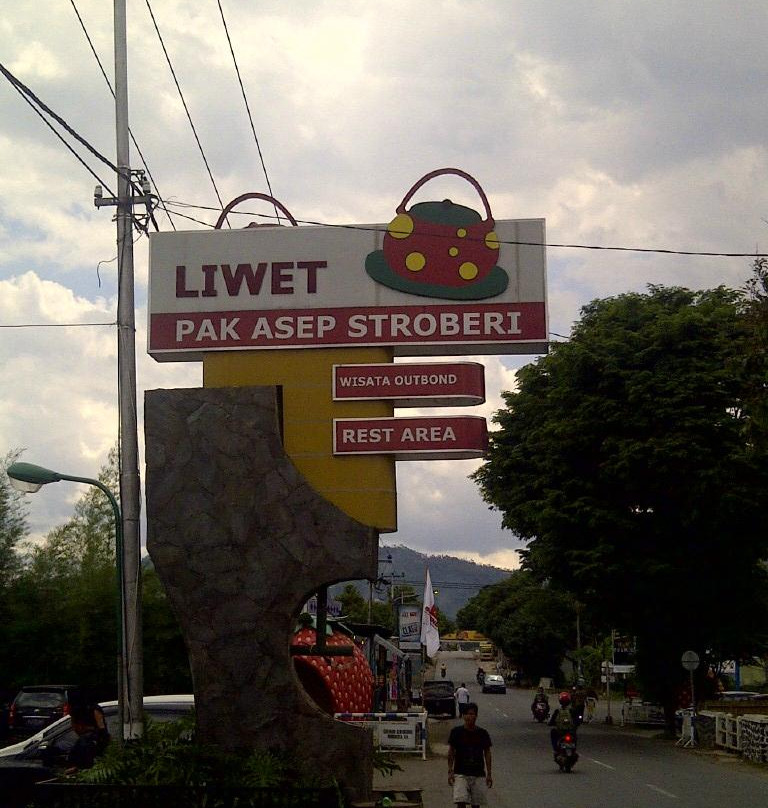 LIWET
PAK ASEP STROBERI
WISATA OUTBOND
REST AREA